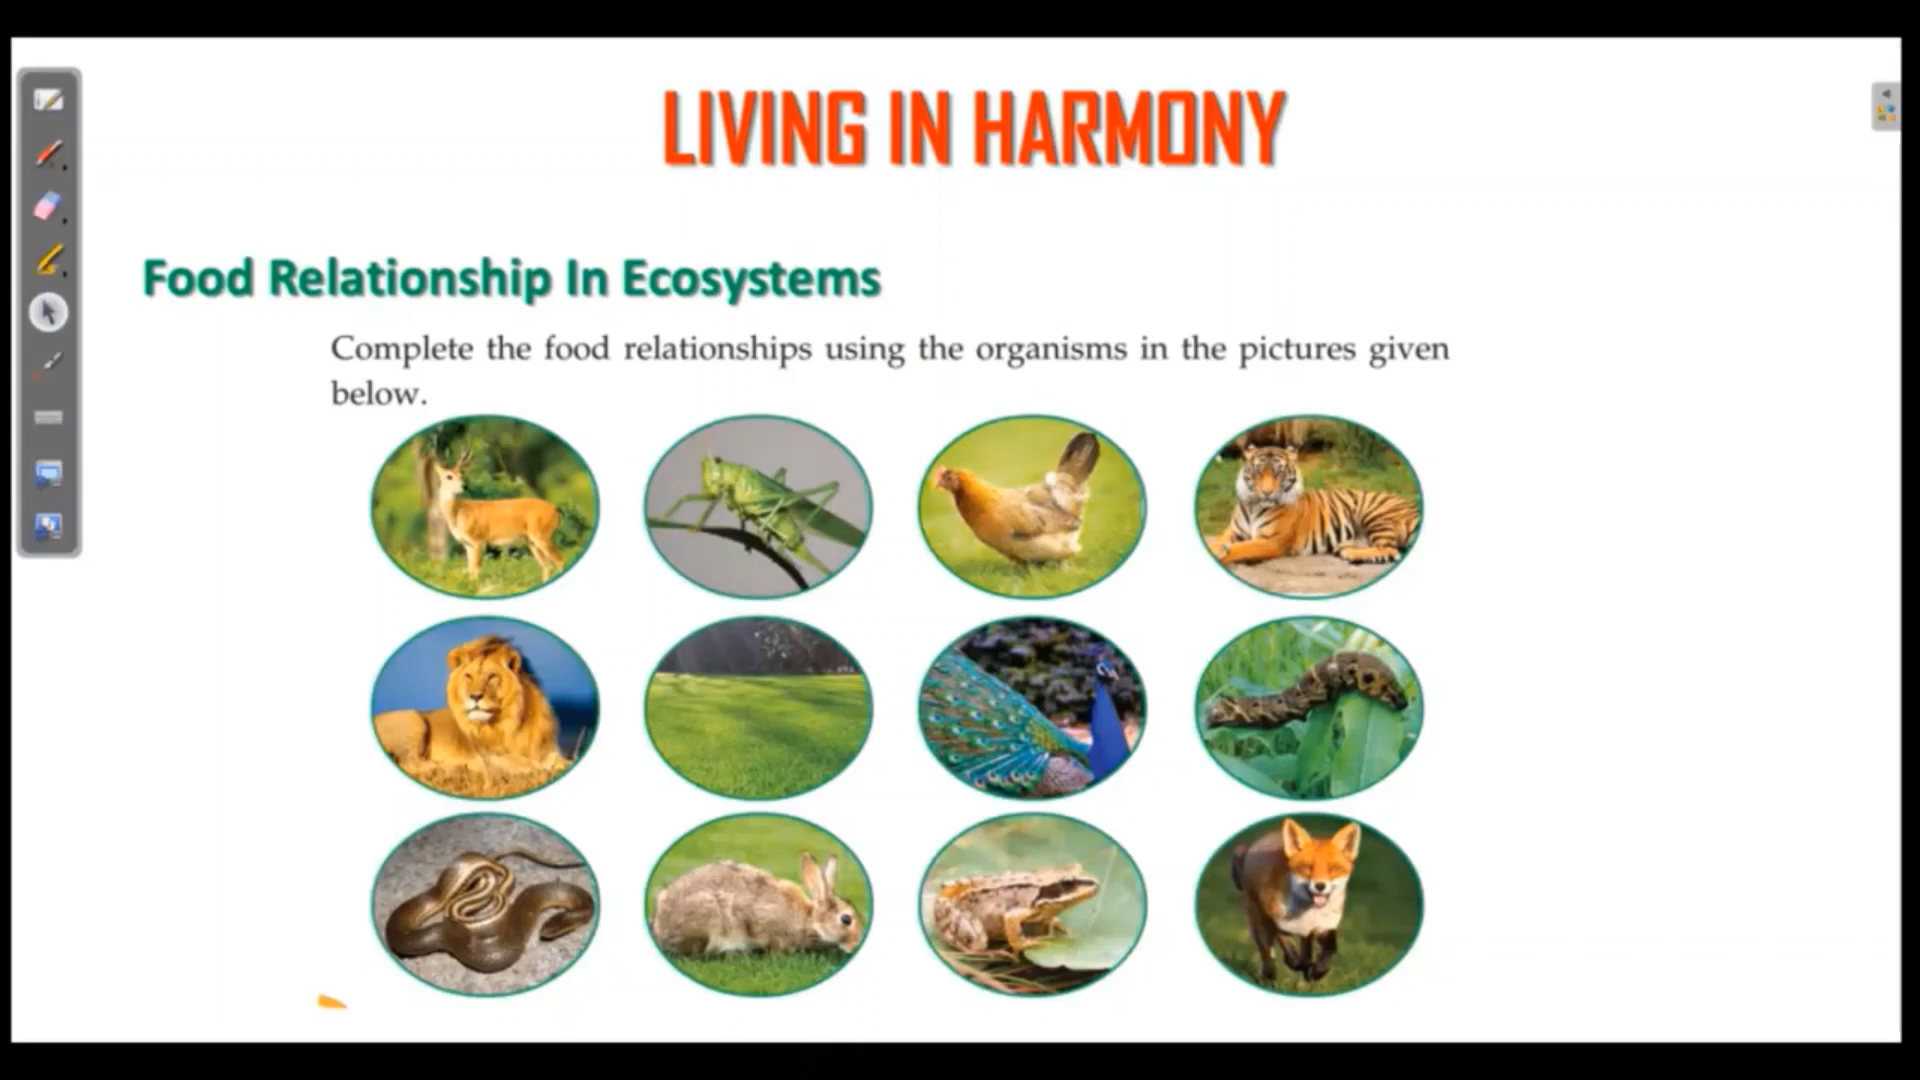 LIVING IN HARMONY
Food Relationship In Ecosystems
Complete the food relationships using the organisms in the pictures given
below.